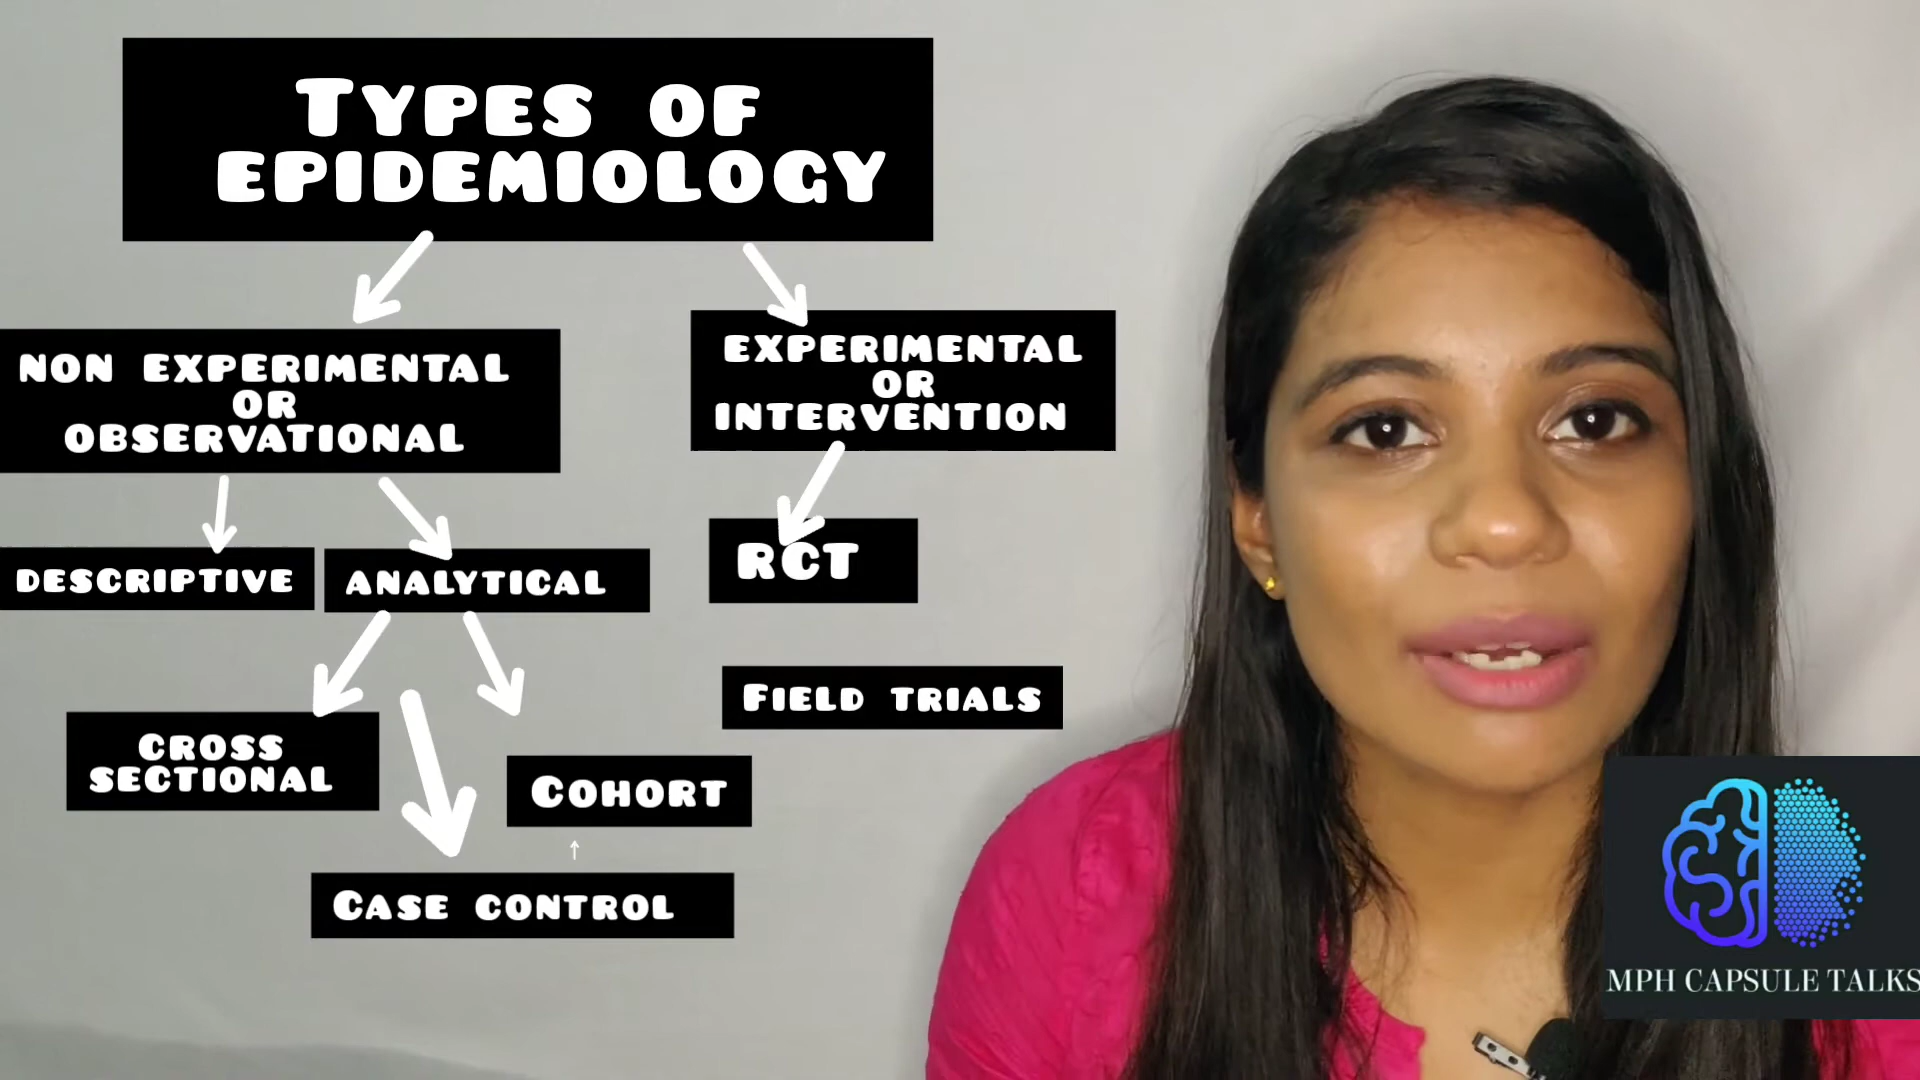 Types of
epidemiology
non experimental
or
observational
experimental
or
intervention
descriptive
analytical
RCT
Field trials
cross
sectional
Cohort
Case control
MPH CAPSULE TALKS